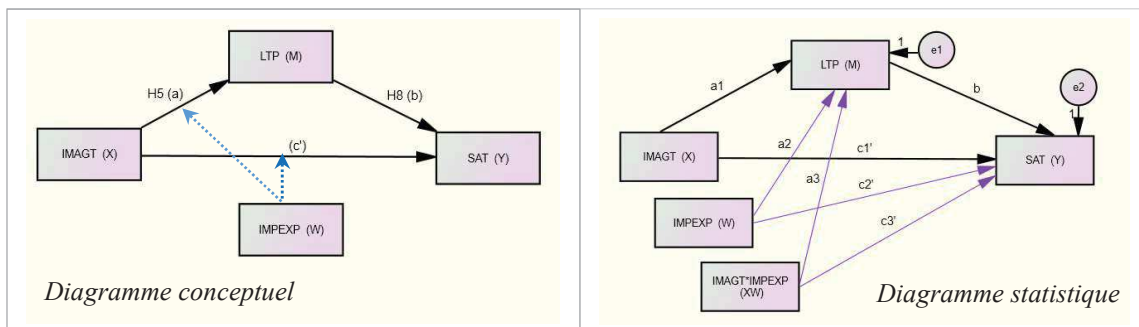 LTP (M)
H5 (a)
H8 (b)
IMAGT (X)
(c')
SAT (Y)
IMPEXP (W)
Diagramme conceptuel
LTP (M)
1
e1
a1
b
e2
1
IMAGT (X)
a2
c1'
SAT (Y)
a3
c2'
IMPEXP (W)
c3'
IMAGT*IMPEXP
(XW)
Diagramme statistique